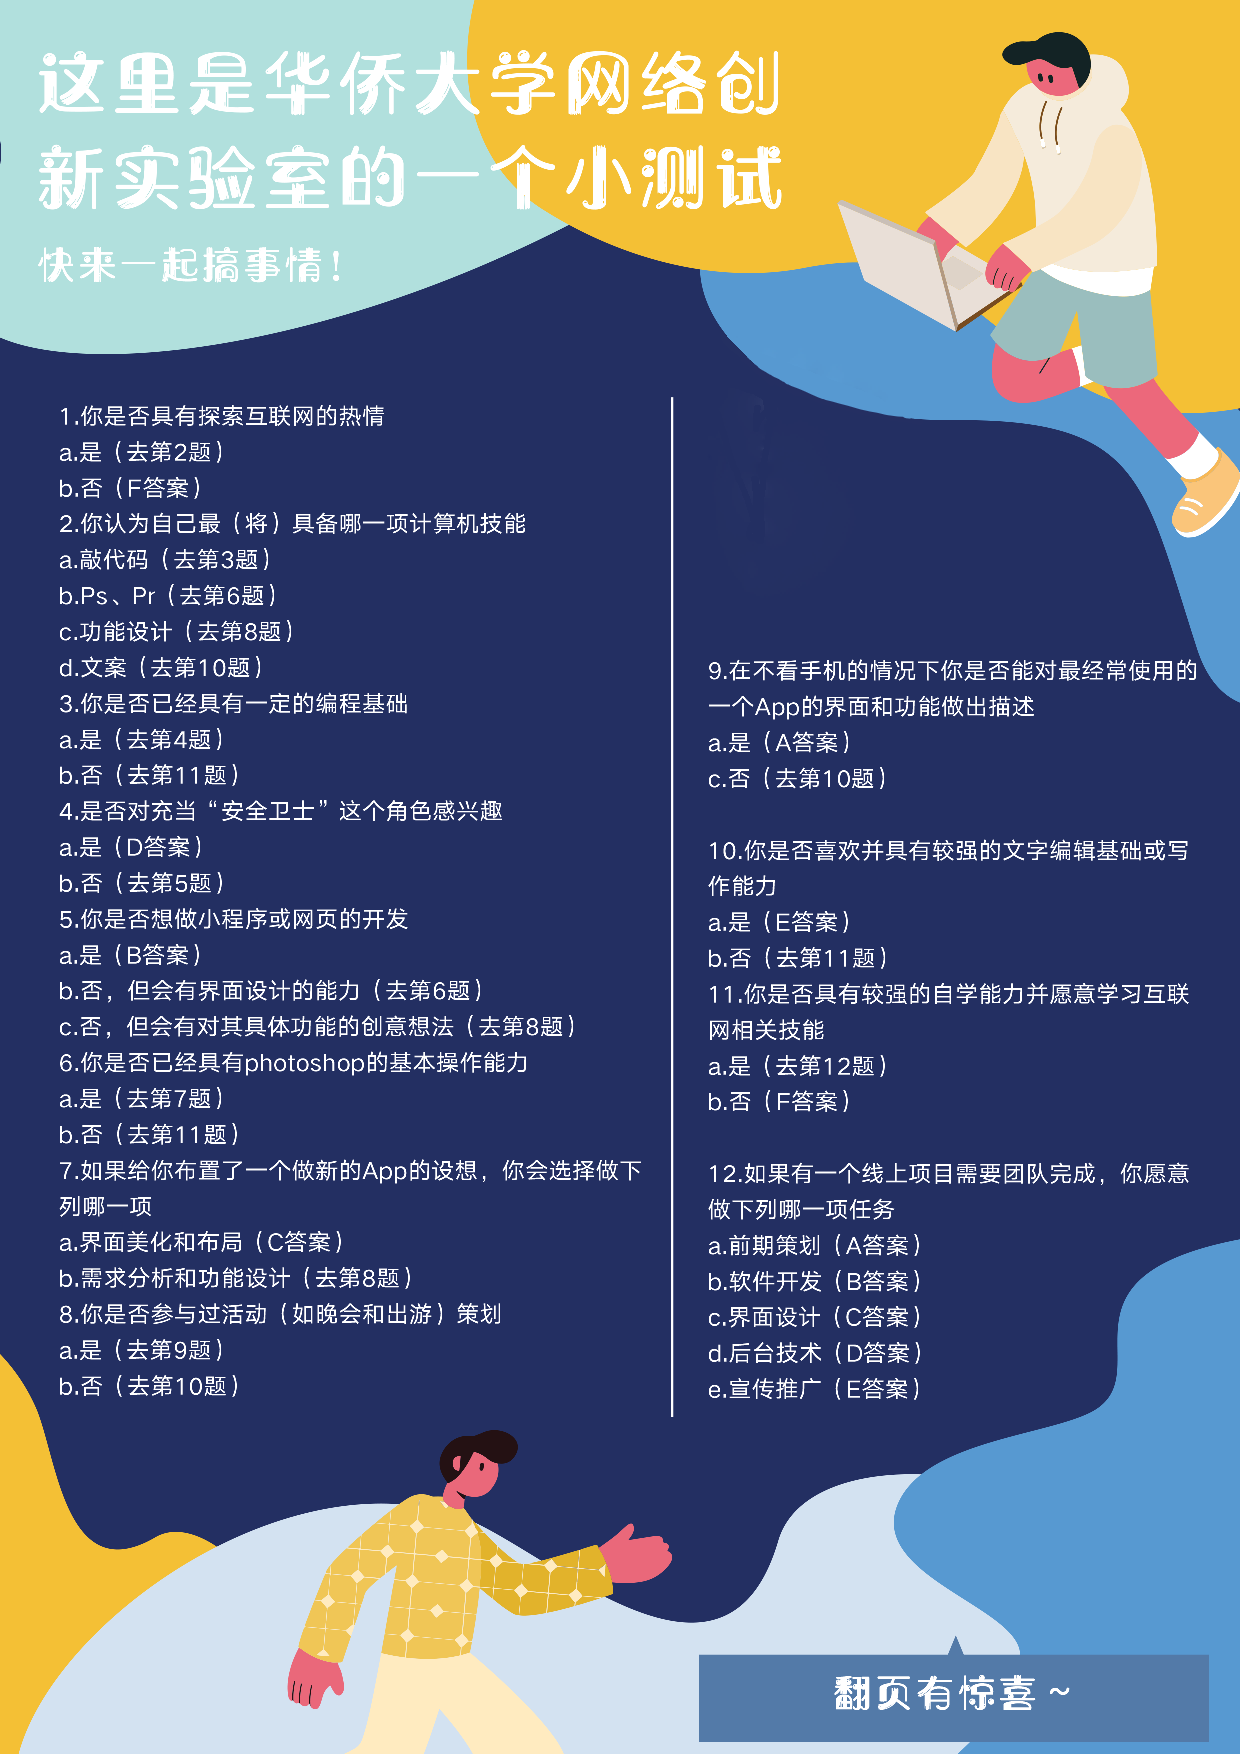 这里是华侨大学网络创
新实验室的一个小测试
快来一起搞事情！
1.你是否具有探索互联网的热情
a.是（去第2题）
b.否（F答案）
2.你认为自己最（将）具备哪一项计算机技能
a.敲代码（去第3题）
b.Ps、Pr（去第6题）
c.功能设计（去第8题）
d.文案（去第10题）
3.你是否已经具有一定的编程基础
a.是（去第4题）
b.否（去第11题）
4.是否对充当“安全卫士”这个角色感兴趣
a.是（D答案）
b.否（去第5题）
5.你是否想做小程序或网页的开发
a.是（B答案）
b.否，但会有界面设计的能力（去第6题）
c.否，但会有对其具体功能的创意想法（去第8题）
6.你是否已经具有photoshop的基本操作能力
a.是（去第7题）
b.否（去第11题）
7.如果给你布置了一个做新的App的设想，你会选择做下
列哪一项
a.界面美化和布局（C答案）
b.需求分析和功能设计（去第8题）
8.你是否参与过活动（如晚会和出游）策划
a.是（去第9题）
b.否（去第10题）
9.在不看手机的情况下你是否能对最经常使用的
一个App的界面和功能做出描述
a.是（A答案）
c.否（去第10题）
10.你是否喜欢并具有较强的文字编辑基础或写
作能力
a.是（E答案）
b.否（去第11题）
11.你是否具有较强的自学能力并愿意学习互联
网相关技能
a.是（去第12题）
b.否（F答案）
12.如果有一个线上项目需要团队完成，你愿意
做下列哪一项任务
a.前期策划（A答案）
b.软件开发（B答案）
c.界面设计（C答案）
d.后台技术（D答案）
e.宣传推广（E答案）
翻页有惊喜～